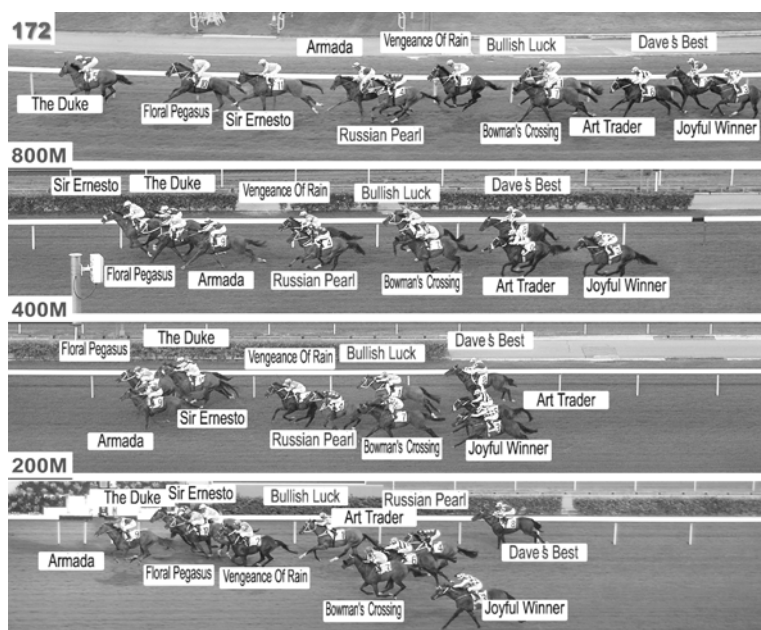 172
Armada Vengeance Of Rain Bullish Luck Dave's Best
The Duke Floral Pegasus Sir Ernesto Russian Pearl Bowman's Crossing Art Trader Joyful Winner
800M
Sir Ernesto The Duke Vengeance Of Rain Bullish Luck Dave's Best
Floral Pegasus Armada Russian Pearl Bowman's Crossing Art Trader Joyful Winner
400M
Floral Pegasus The Duke Vengeance Of Rain Bullish Luck Dave's Best
Armada Sir Ernesto Russian Pearl Bowman's Crossing Joyful Winner Art Trader
200M
The Duke Sir Ernesto Bullish Luck Art Trader Russian Pearl
Armada Floral Pegasus Vengeance Of Rain Bowman's Crossing Joyful Winner Dave's Best